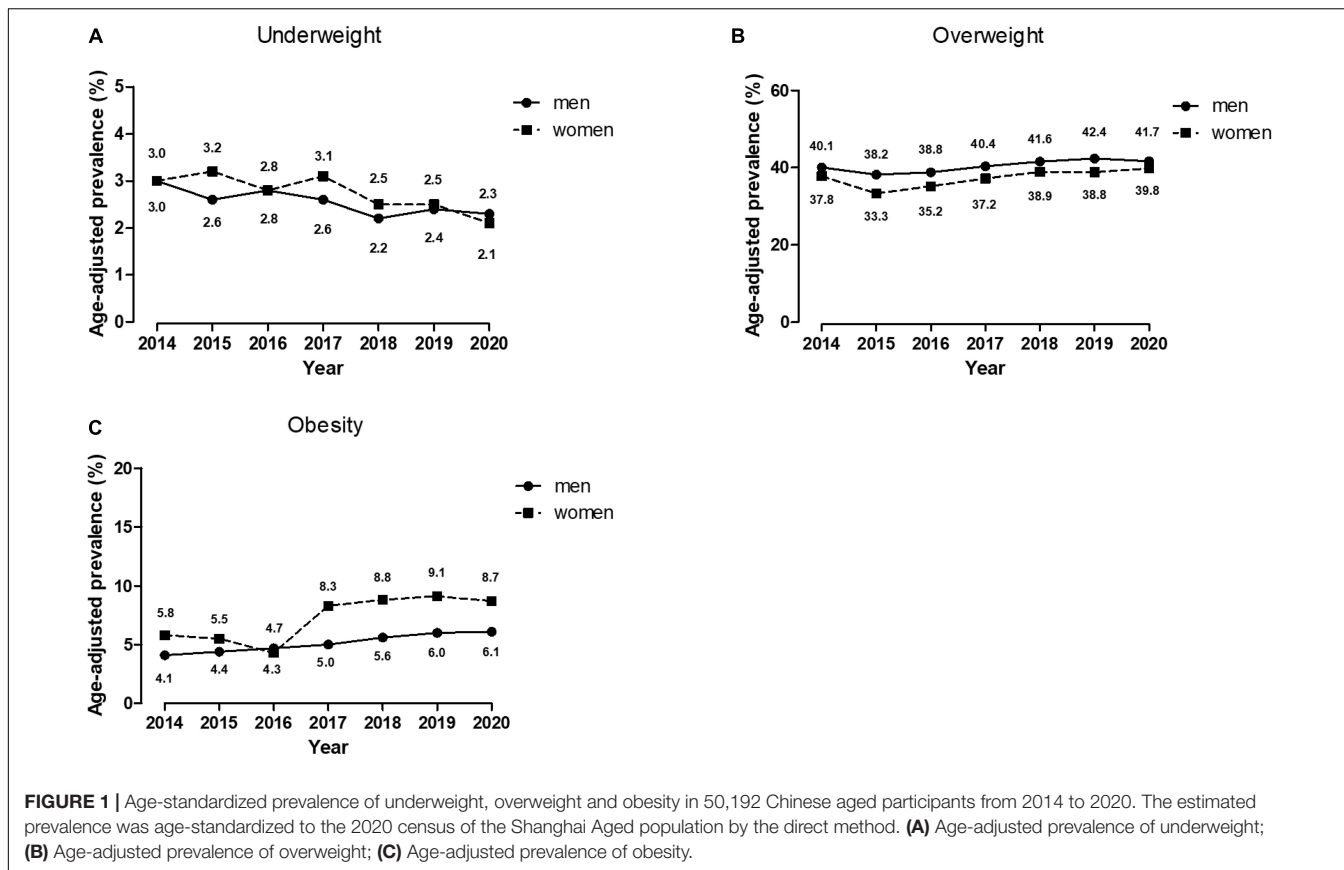 A
Underweight
Age-adjusted prevalence (%)
5
4
3
2
1
0
3.0
3.2
2.8
3.1
2.5
2.5
2.3
3.0
2.6
2.8
2.6
2.2
2.4
2.1
2014 2015 2016 2017 2018 2019 2020
Year
men
women
B
Overweight
Age-adjusted prevalence (%)
60
40
20
0
40.1
38.2
38.8
40.4
41.6
42.4
41.7
37.8
33.3
35.2
37.2
38.9
38.8
39.8
2014 2015 2016 2017 2018 2019 2020
Year
men
women
C
Obesity
Age-adjusted prevalence (%)
20
15
10
5
0
5.8
5.5
4.7
8.3
8.8
9.1
8.7
4.1
4.4
4.3
5.0
5.6
6.0
6.1
2014 2015 2016 2017 2018 2019 2020
Year
men
women
FIGURE 1 | Age-standardized prevalence of underweight, overweight and obesity in 50,192 Chinese aged participants from 2014 to 2020. The estimated
prevalence was age-standardized to the 2020 census of the Shanghai Aged population by the direct method. (A) Age-adjusted prevalence of underweight;
(B) Age-adjusted prevalence of overweight; (C) Age-adjusted prevalence of obesity.